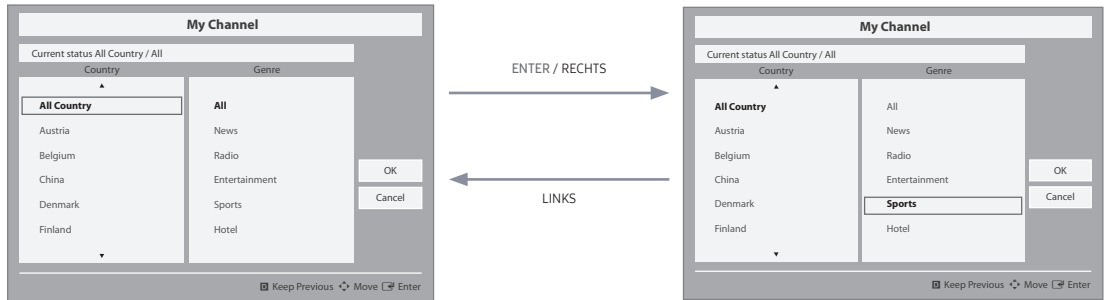 My Channel
Current status All Country / All
Country Genre
All Country All
Austria News
Belgium Radio
China Entertainment
Denmark Sports
Finland Hotel
OK
Cancel
Keep Previous Move Enter
ENTER / RECHTS
LINKS
My Channel
Current status All Country / All
Country Genre
All Country All
Austria News
Belgium Radio
China Entertainment
Denmark Sports
Finland Hotel
OK
Cancel
D Keep Previous Move Enter